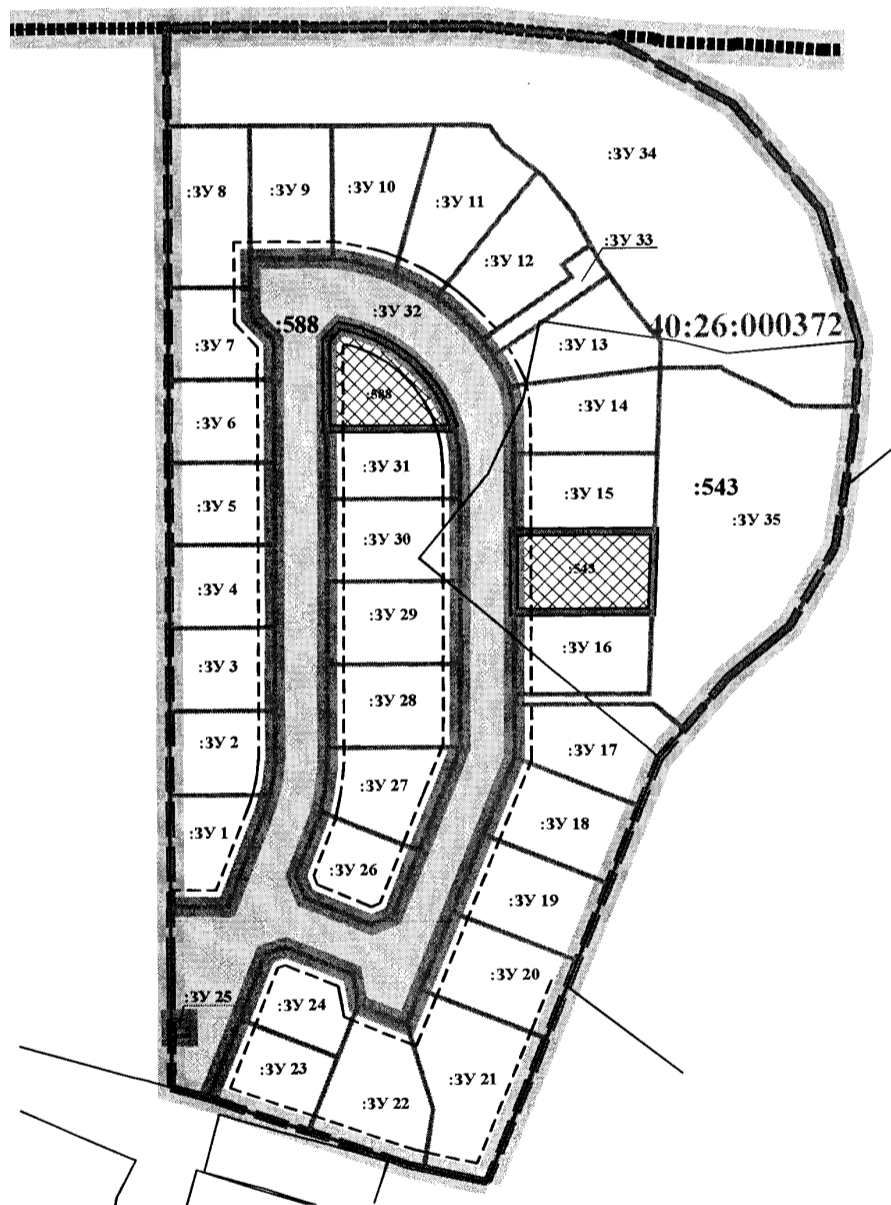 :ЗУ 34
:ЗУ 8
:ЗУ 9
:ЗУ 10
:ЗУ 11
:ЗУ 33
:ЗУ 12
:ЗУ 32
:588
40:26:000372
:ЗУ 7
:ЗУ 13
:588
:ЗУ 14
:ЗУ 6
:ЗУ 31
:543
:ЗУ 15
:ЗУ 5
:ЗУ 35
:ЗУ 30
:543
:ЗУ 4
:ЗУ 29
:ЗУ 16
:ЗУ 3
:ЗУ 28
:ЗУ 2
:ЗУ 17
:ЗУ 27
:ЗУ 18
:ЗУ 1
:ЗУ 26
:ЗУ 19
:ЗУ 20
:ЗУ 25
:ЗУ 24
:ЗУ 23
:ЗУ 21
:ЗУ 22